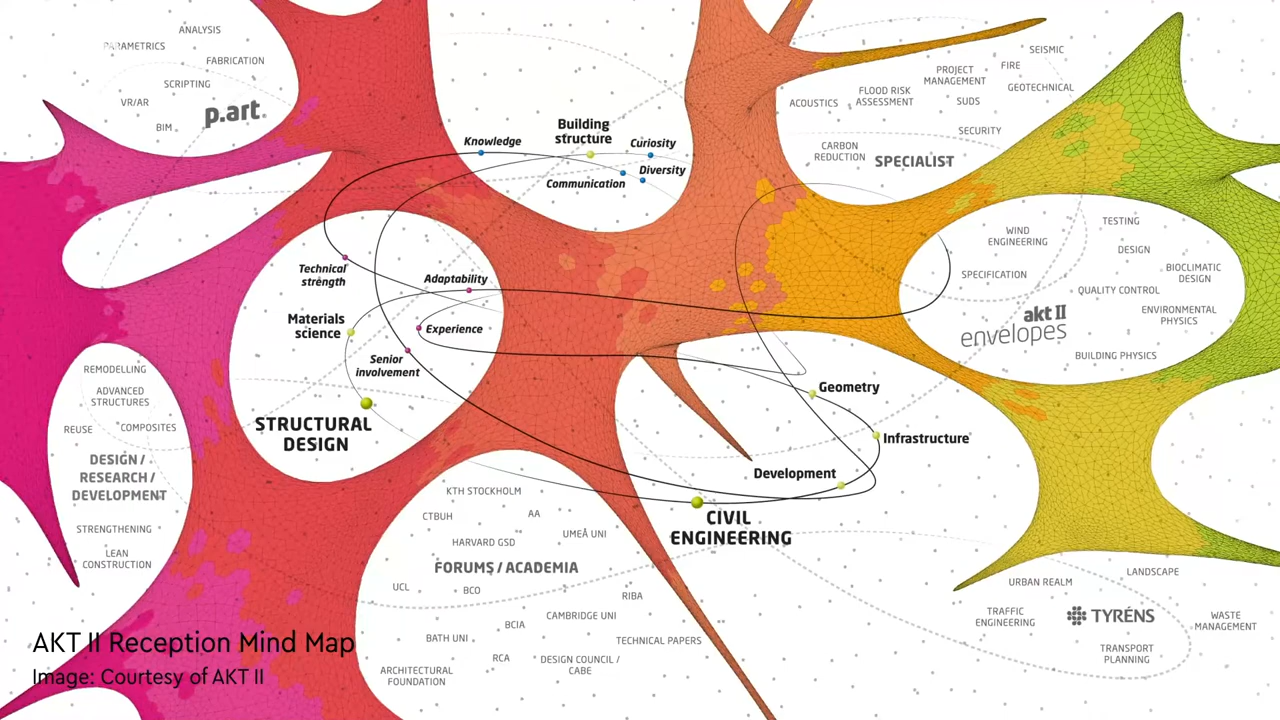 ANALYSIS
PARAMETRICS
FABRICATION
SCRIPTING
VR/AR
BIM
p.art.
Knowledge
Building
structure
Curiosity
Communication
Diversity
SEISMIC
FIRE
PROJECT
MANAGEMENT
GEOTECHNICAL
FLOOD RISK
ASSESSMENT
ACOUSTICS
SUDS
SECURITY
CARBON
REDUCTION
SPECIALIST
Technical
strength
Adaptability
Materials
science
Experience
Senior
involvement
STRUCTURAL
DESIGN
TESTING
WIND
ENGINEERING
DESIGN
SPECIFICATION
BIOCLIMATIC
DESIGN
QUALITY CONTROL
akt II
envelopes
ENVIRONMENTAL
PHYSICS
BUILDING PHYSICS
REMODELLING
ADVANCED
STRUCTURES
REUSE
COMPOSITES
DESIGN /
RESEARCH /
DEVELOPMENT
STRENGTHENING
LEAN
CONSTRUCTION
Geometry
Infrastructure
Development
CIVIL
ENGINEERING
KTH STOCKHOLM
CTBUH
AA
UMEÅ UNI
HARVARD GSD
FORUMS / ACADEMIA
UCL
BCO
RIBA
CAMBRIDGE UNI
BCIA
BATH UNI
TECHNICAL PAPERS
RCA
DESIGN COUNCIL /
CABE
ARCHITECTURAL
FOUNDATION
LANDSCAPE
URBAN REALM
TRAFFIC
ENGINEERING
TYRÉNS
WASTE
MANAGEMENT
TRANSPORT
PLANNING
AKT II Reception Mind Map
Image: Courtesy of AKT II